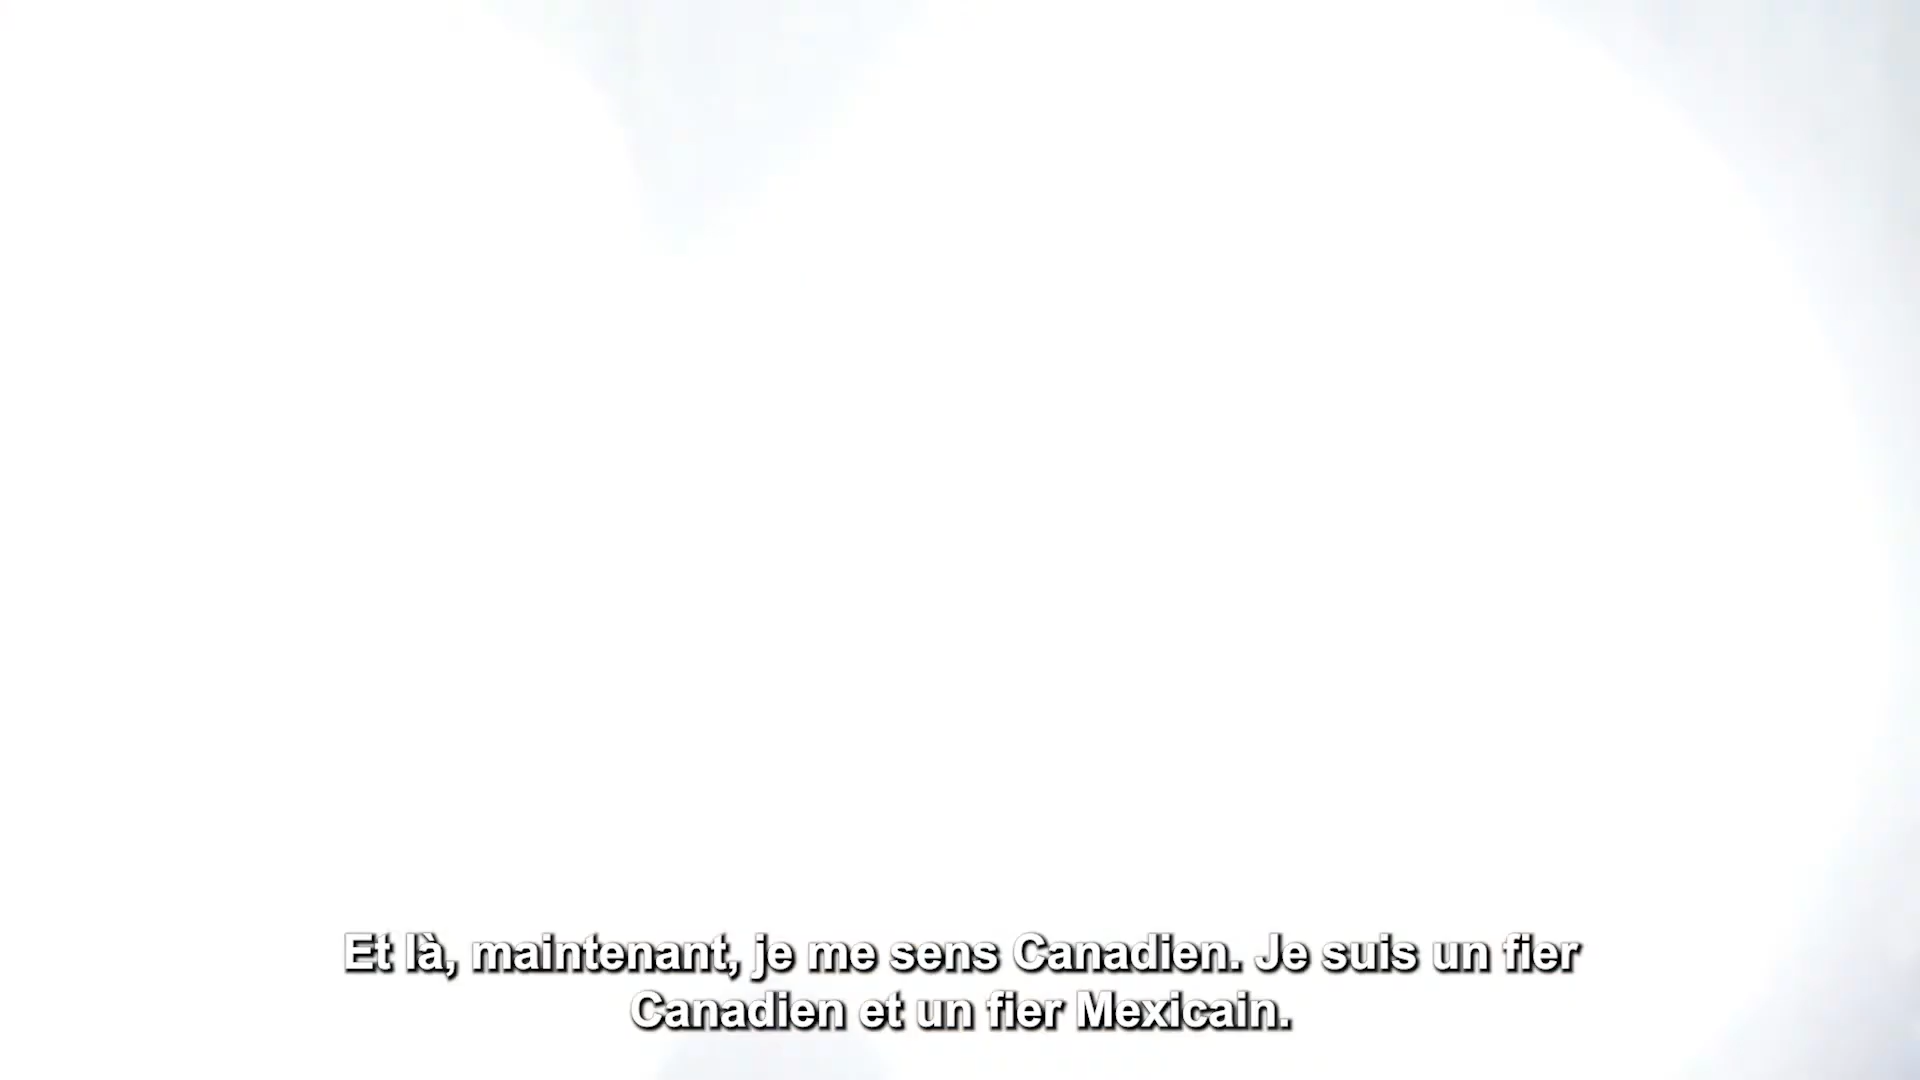 Et là, maintenant, je me sens Canadien. Je suis un fier
Canadien et un fier Mexicain.